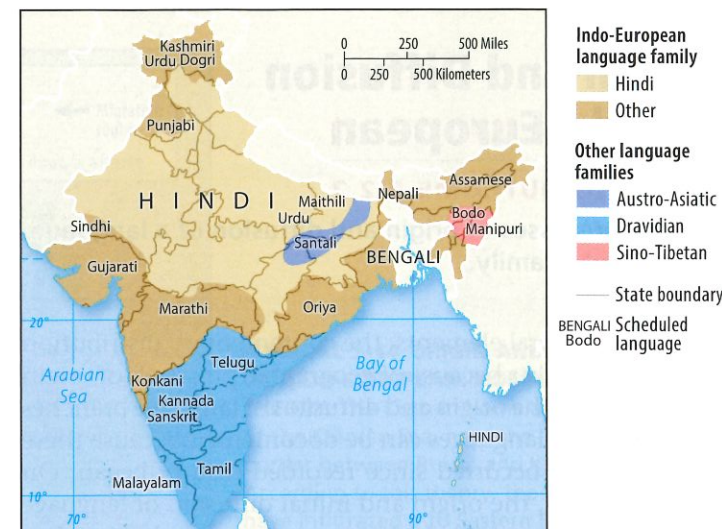 Kashmiri
Urdu Dogri
Punjabi
HINDI
Maithili
Urdu
Nepali
Assamese
Bodo
Manipuri
Sindhi
Santali
BENGALI
Gujarati
Marathi
Oriya
Telugu
Konkani
Kannada
Sanskrit
Tamil
Malayalam
HINDI
Arabian
Sea
Bay of
Bengal
20°
10°
70°
90°
0 250 500 Miles
0 250 500 Kilometers
Indo-European
language family
Hindi
Other
Other language
families
Austro-Asiatic
Dravidian
Sino-Tibetan
State boundary
BENGALI Scheduled
Bodo language